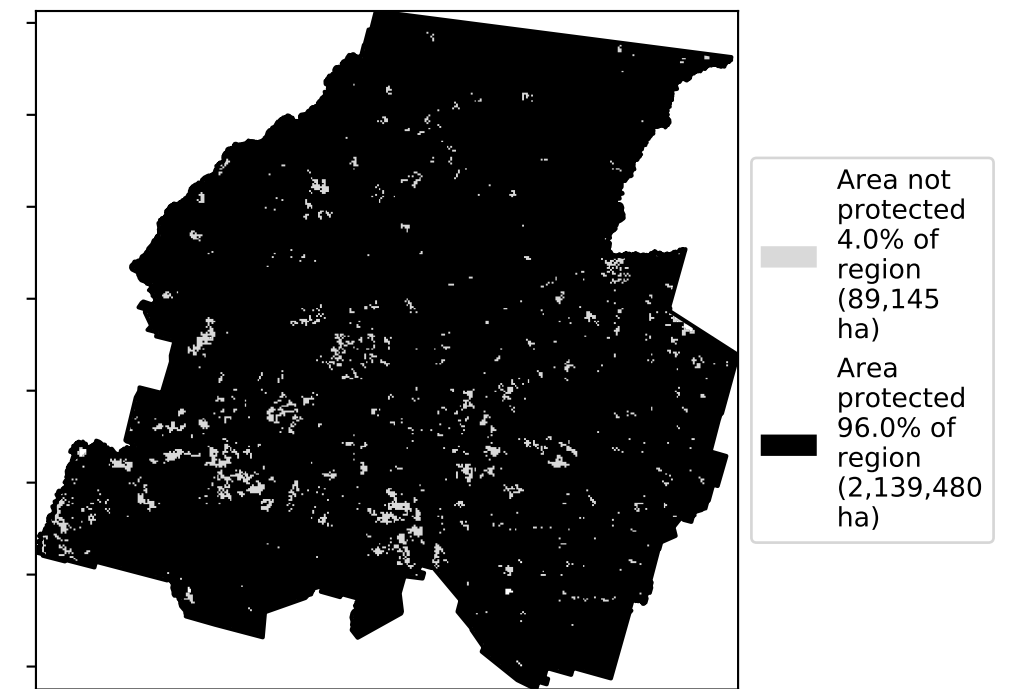 Area not
protected
4.0% of
region
(89,145
ha)
Area
protected
96.0% of
region
(2,139,480
ha)